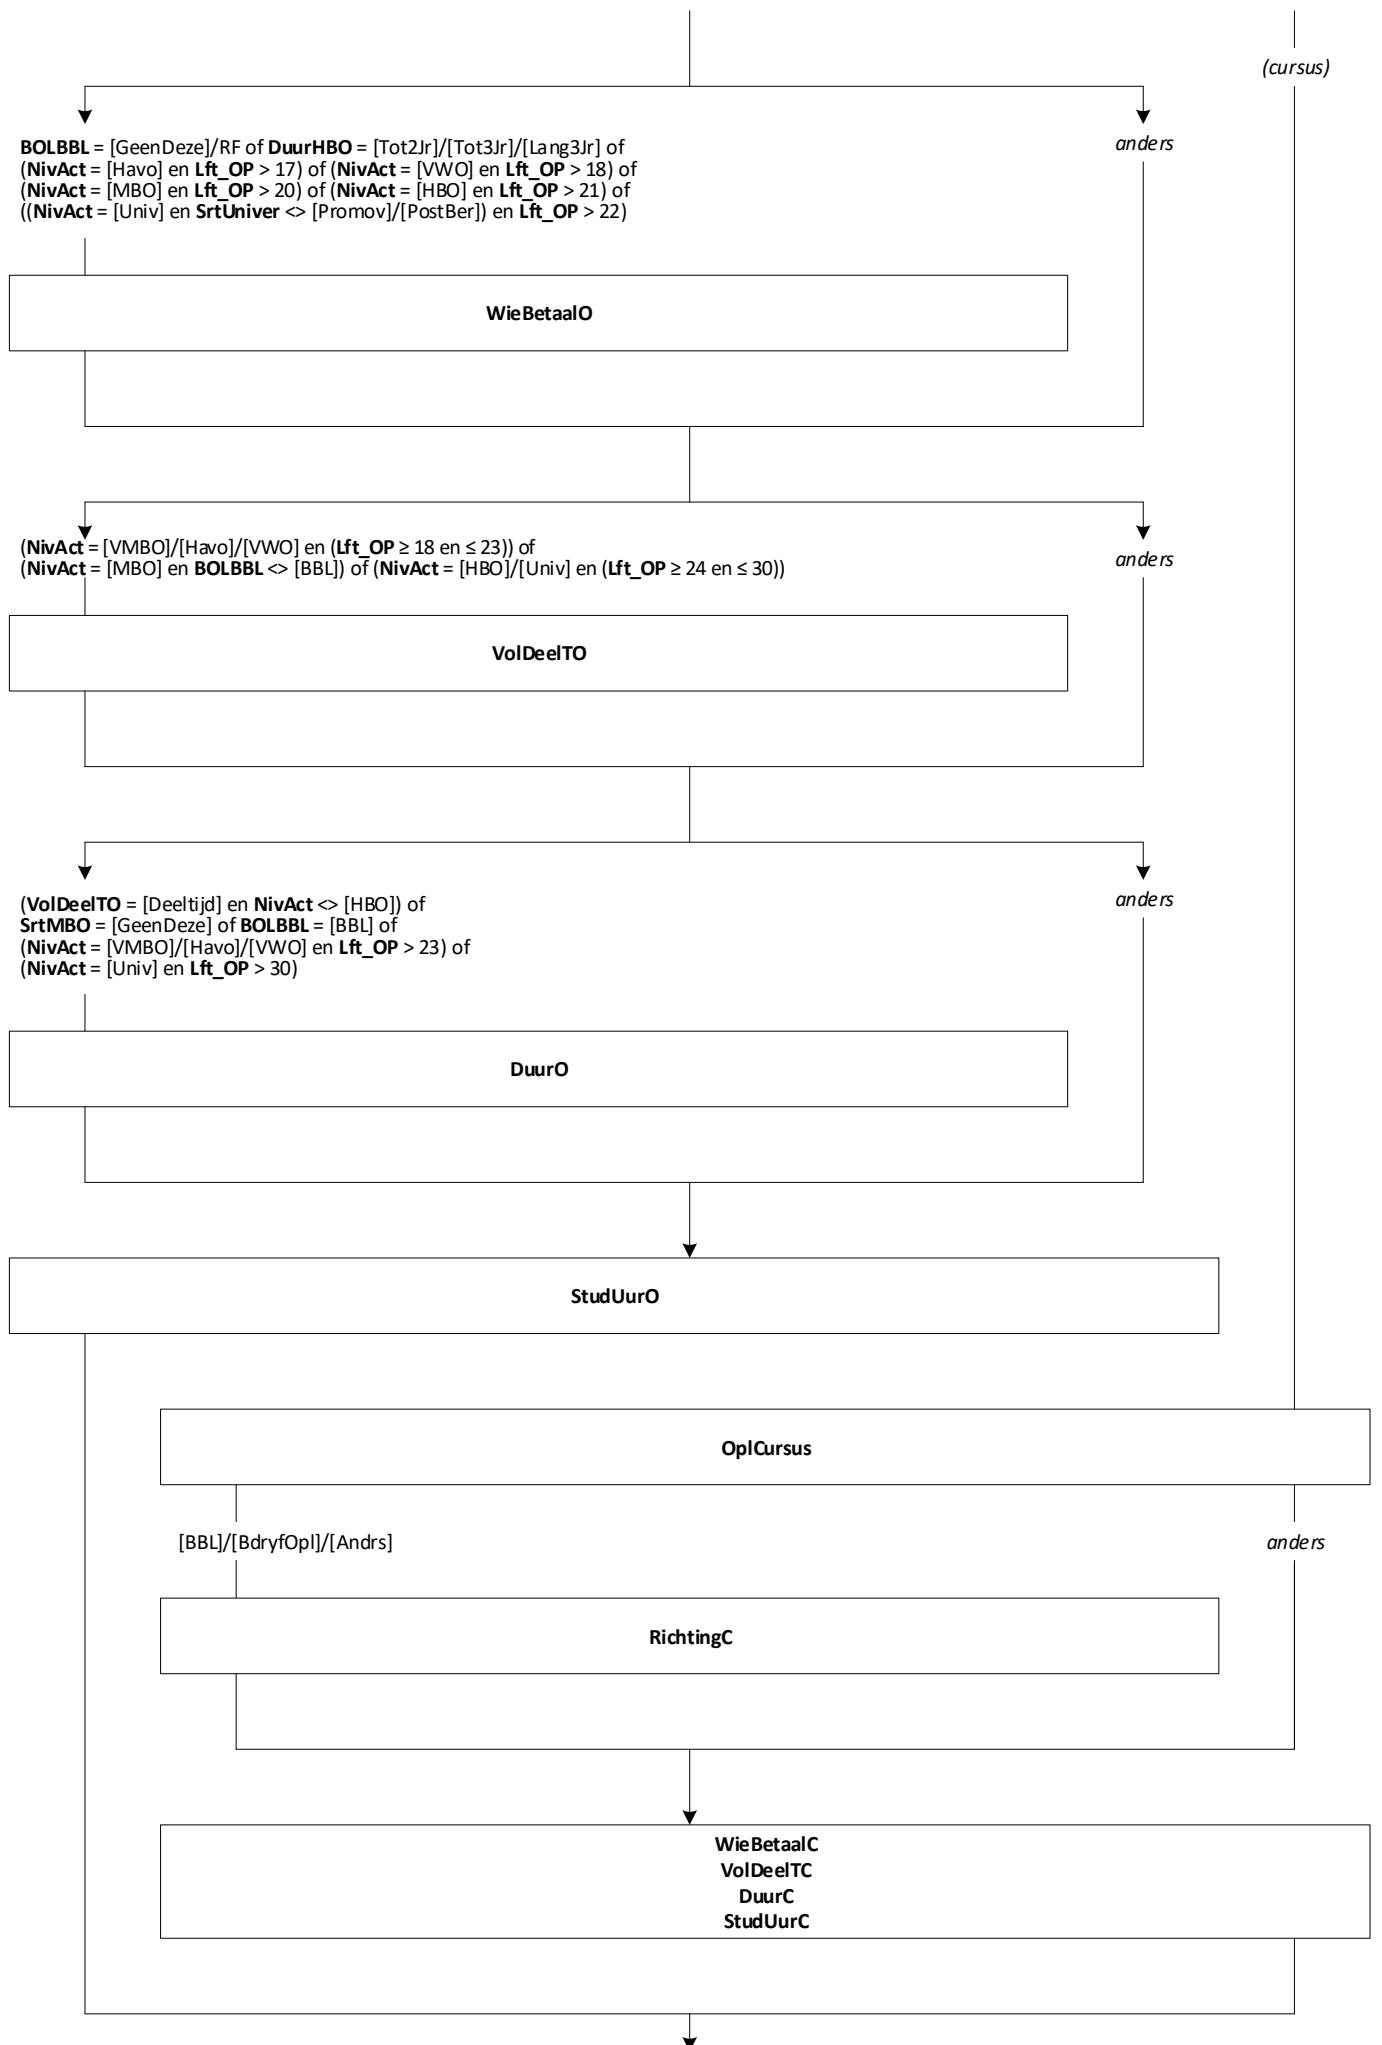 (cursus)
BOLBBL = [GeenDeze]/RF of DuurHBO = [Tot2Jr]/[Tot3Jr]/[Lang3Jr] of
(NivAct = [Havo] en Lft_OP > 17) of (NivAct = [VWO] en Lft_OP > 18) of
(NivAct = [MBO] en Lft_OP > 20) of (NivAct = [HBO] en Lft_OP > 21) of
((NivAct = [Univ] en SrtUniver <> [Promov]/[PostBer]) en Lft_OP > 22)
anders
WieBetaalO
(NivAct = [VMBO]/[Havo]/[VWO] en (Lft_OP ≥ 18 en ≤ 23)) of
(NivAct = [MBO] en BOLBBL <> [BBL]) of (NivAct = [HBO]/[Univ] en (Lft_OP ≥ 24 en ≤ 30))
anders
VolDeelTO
(VolDeelTO = [Deeltijd] en NivAct <> [HBO]) of
SrtMBO = [GeenDeze] of BOLBBL = [BBL] of
(NivAct = [VMBO]/[Havo]/[VWO] en Lft_OP > 23) of
(NivAct = [Univ] en Lft_OP > 30)
anders
DuurO
StudUurO
OplCursus
[BBL]/[BdryfOpl]/[Andrs]
anders
RichtingC
WieBetaalC
VolDeelTC
DuurC
StudUurC